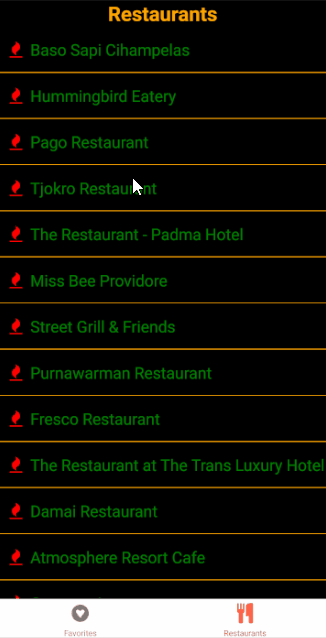 Restaurants
Baso Sapi Cihampelas
Hummingbird Eatery
Pago Restaurant
Tjokro Restaurant
The Restaurant - Padma Hotel
Miss Bee Providore
Street Grill & Friends
Purnawarman Restaurant
Fresco Restaurant
The Restaurant at The Trans Luxury Hotel
Damai Restaurant
Atmosphere Resort Cafe
Favorites
Restaurants